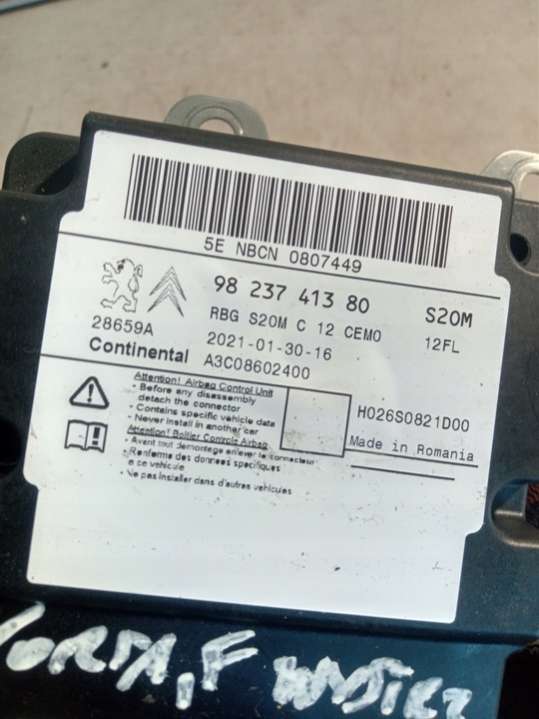 5E NBCN 0807449
98 237 413 80
S20M
RBG S20M C 12 CEMO
12FL
28659A
2021-01-30-16
Continental A3C08602400
Attention! Airbag Control Unit
- Before any disassembly
detach the connector
- Contains specific vehicle data
- Never install in another car
Attention! Boitier Controle Airbag
- Avant tout demontage enlever le connecteur
- Renferme des donnees specifiques
a ce vehicule
- Ne pas installer dans d'autres vehicules
H026S0821D00
Made in Romania